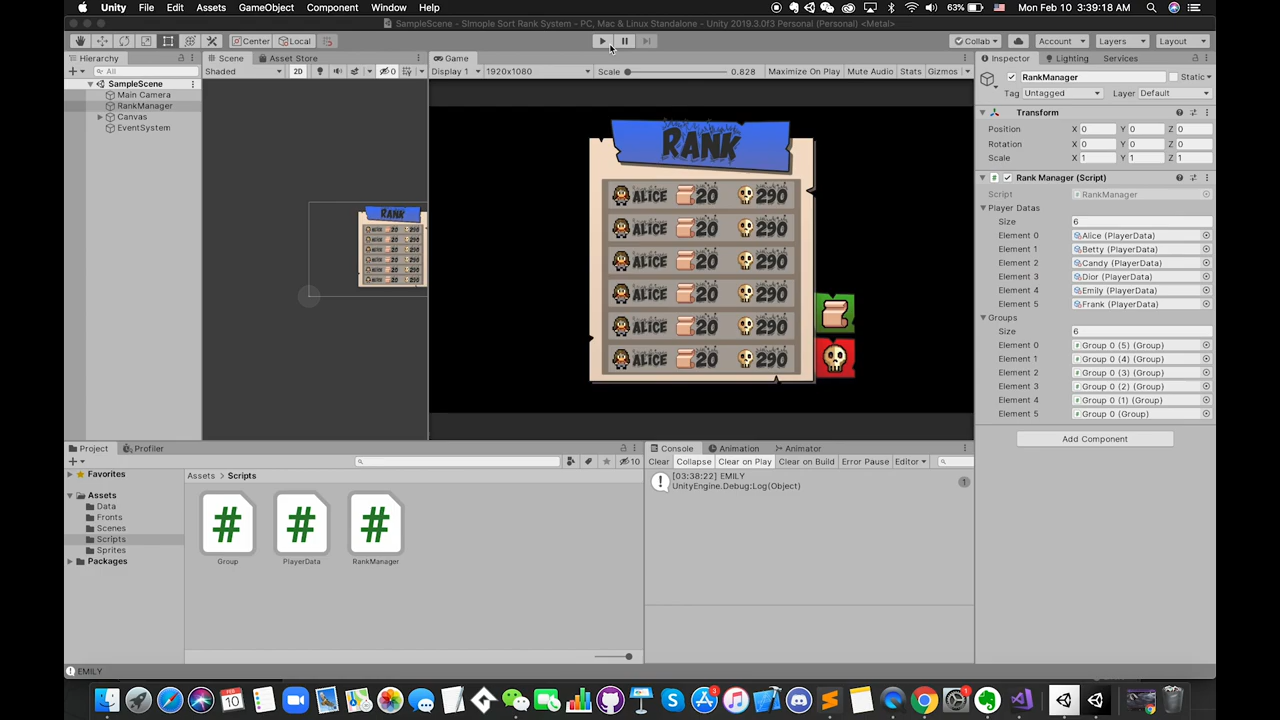 Unity File Edit Assets GameObject Component Window Help 63% Mon Feb 10 3:39:18 AM
SampleScene - SImople Sort Rank System - PC, Mac & Linux Standalone - Unity 2019.3.0f3 Personal (Personal) <Metal>
Center Local Collab Account Layers Layout
Hierarchy
All
SampleScene
Main Camera
RankManager
Canvas
EventSystem
Scene Asset Store
Shaded 2D 0
RANK
Game
Display 1 1920x1080 Scale 0.828 Maximize On Play Mute Audio Stats Gizmos
RANK
ALICE 20 290
ALICE 20 290
ALICE 20 290
ALICE 20 290
ALICE 20 290
ALICE 20 290
Inspector Lighting Services
RankManager Static
Tag Untagged Layer Default
Transform
Position X 0 Y 0 Z 0
Rotation X 0 Y 0 Z 0
Scale X 1 Y 1 Z 1
Rank Manager (Script)
Script RankManager
Player Datas
Size 6
Element 0 Alice (PlayerData)
Element 1 Betty (PlayerData)
Element 2 Candy (PlayerData)
Element 3 Dior (PlayerData)
Element 4 Emily (PlayerData)
Element 5 Frank (PlayerData)
Groups
Size 6
Element 0 Group 0 (5) (Group)
Element 1 Group 0 (4) (Group)
Element 2 Group 0 (3) (Group)
Element 3 Group 0 (2) (Group)
Element 4 Group 0 (1) (Group)
Element 5 Group 0 (Group)
Add Component
Project Profiler
10
Favorites
Assets
Data
Fronts
Scenes
Scripts
Sprites
Packages
Assets Scripts
# # #
Group PlayerData RankManager
Console Animation Animator
Clear Collapse Clear on Play Clear on Build Error Pause Editor
[03:38:22] EMILY
UnityEngine.Debug:Log(Object)
1
EMILY